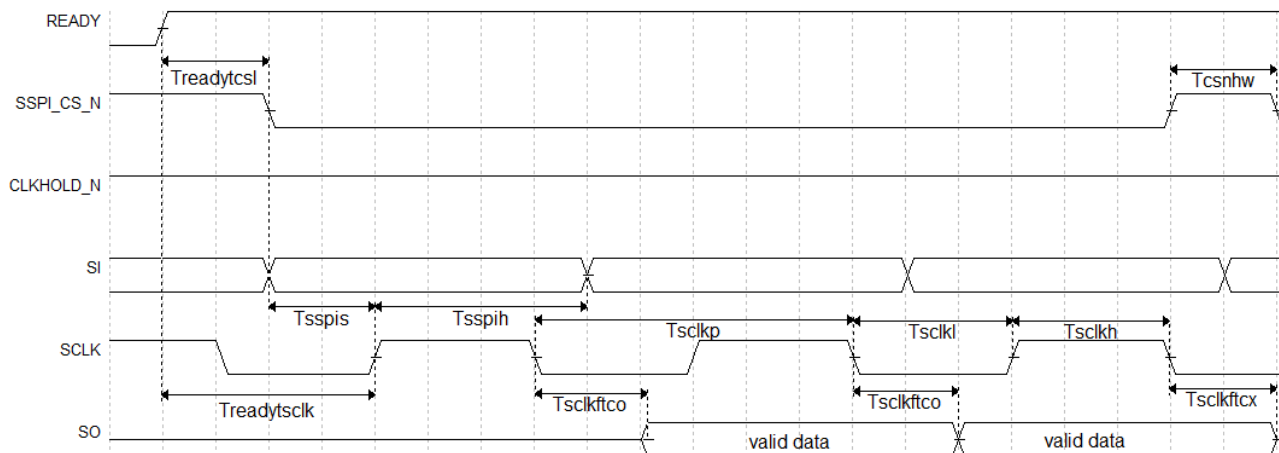 READY
Treadytcsl
Tcsnhw
SSPI_CS_N
CLKHOLD_N
SI
Tsspis
Tsspih
Tsclkp
Tsclkl
Tsclkh
SCLK
Treadytsclk
Tsclkftco
Tsclkftco
Tsclkftcx
SO
valid data
valid data